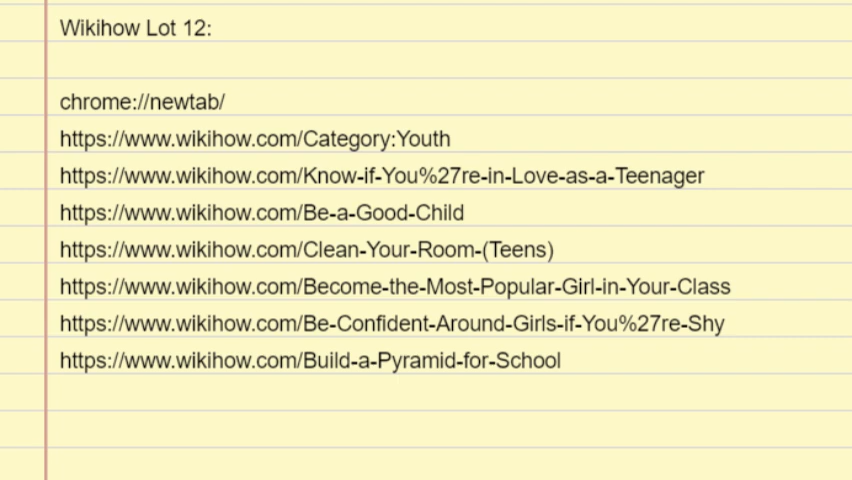 Wikihow Lot 12:
chrome://newtab/
https://www.wikihow.com/Category:Youth
https://www.wikihow.com/Know-if-You%27re-in-Love-as-a-Teenager
https://www.wikihow.com/Be-a-Good-Child
https://www.wikihow.com/Clean-Your-Room-(Teens)
https://www.wikihow.com/Become-the-Most-Popular-Girl-in-Your-Class
https://www.wikihow.com/Be-Confident-Around-Girls-if-You%27re-Shy
https://www.wikihow.com/Build-a-Pyramid-for-School